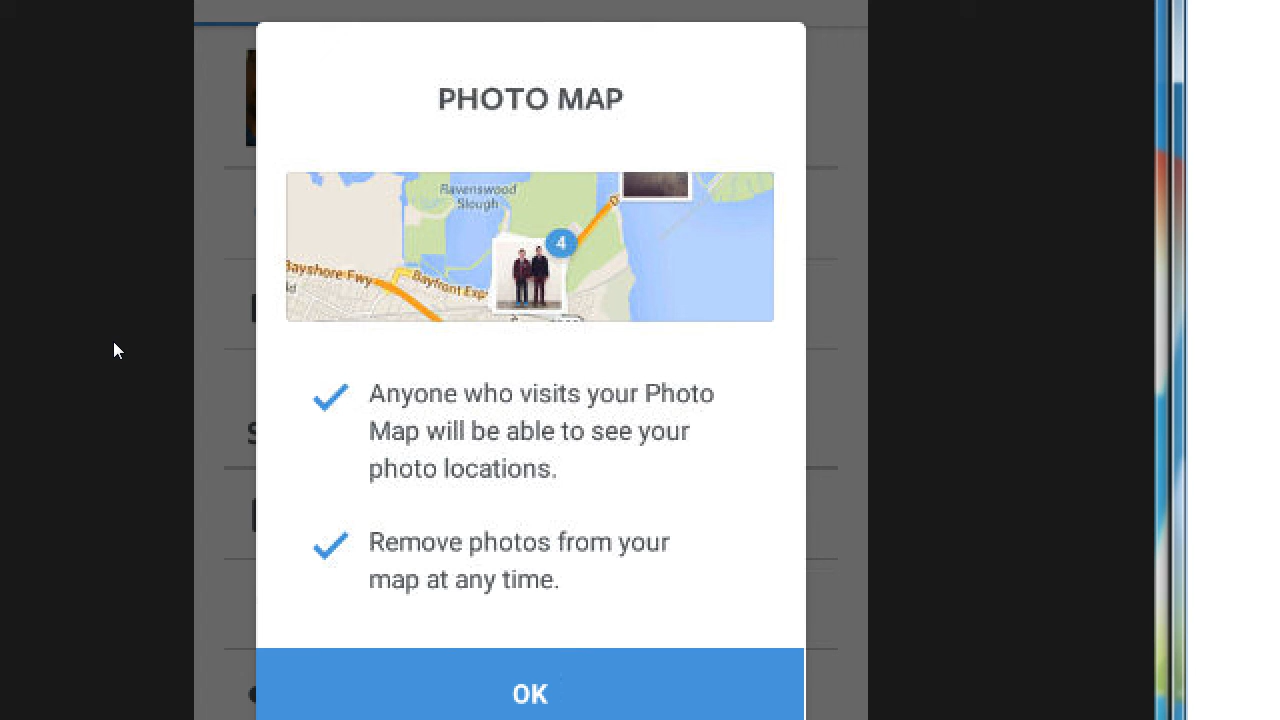 PHOTO MAP
Ravenswood
Slough
4
Bayshore Fwy
Bayfront Exp
Anyone who visits your Photo
Map will be able to see your
photo locations.
Remove photos from your
map at any time.
OK